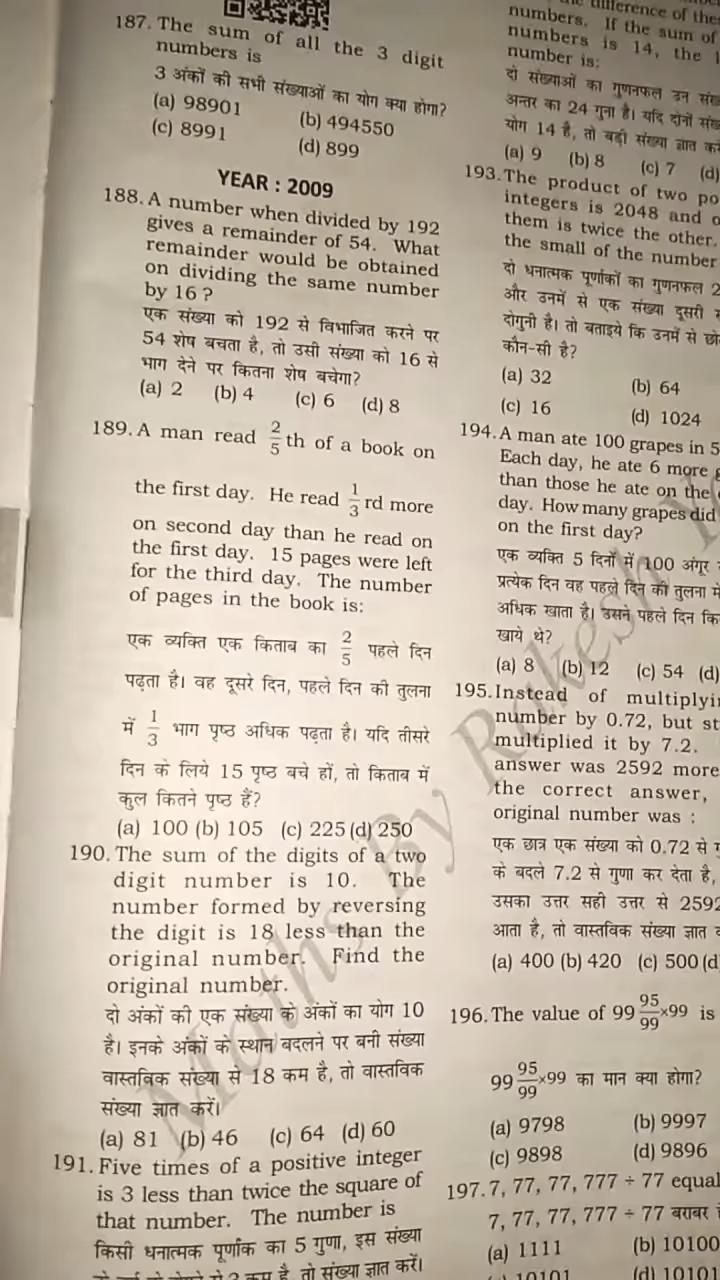 187. The sum of all the 3 digit
numbers is
3 अंकों की सभी संख्याओं का योग क्या होगा?
(a) 98901 (b) 494550
(c) 8991 (d) 899
YEAR : 2009
188. A number when divided by 192
gives a remainder of 54. What
remainder would be obtained
on dividing the same number
by 16 ?
एक संख्या को 192 से विभाजित करने पर
54 शेष बचता है, तो उसी संख्या को 16 से
भाग देने पर कितना शेष बचेगा?
(a) 2 (b) 4 (c) 6 (d) 8
189. A man read 2/5 th of a book on
the first day. He read 1/3 rd more
on second day than he read on
the first day. 15 pages were left
for the third day. The number
of pages in the book is:
एक व्यक्ति एक किताब का 2/5 पहले दिन
पढ़ता है। वह दूसरे दिन, पहले दिन की तुलना
में 1/3 भाग पृष्ठ अधिक पढ़ता है। यदि तीसरे
दिन के लिये 15 पृष्ठ बचे हों, तो किताब में
कुल कितने पृष्ठ हैं?
(a) 100 (b) 105 (c) 225 (d) 250
190. The sum of the digits of a two
digit number is 10. The
number formed by reversing
the digit is 18 less than the
original number. Find the
original number.
दो अंकों की एक संख्या के अंकों का योग 10
है। इनके अंकों के स्थान बदलने पर बनी संख्या
वास्तविक संख्या से 18 कम है, तो वास्तविक
संख्या ज्ञात करें।
(a) 81 (b) 46 (c) 64 (d) 60
191. Five times of a positive integer
is 3 less than twice the square of
that number. The number is
किसी धनात्मक पूर्णांक का 5 गुणा, इस संख्या
है, तो संख्या ज्ञात करें।
difference of
numbers. If the sum of
numbers is 14, the
number is:
दो संख्याओं का गुणनफल उन
अन्तर का 24 गुना है। यदि दोनों
योग 14 है, तो बड़ी संख्या ज्ञात
(a) 9 (b) 8 (c) 7 (d)
193. The product of two
integers is 2048 and
them is twice the other.
the small of the number
दो धनात्मक पूर्णाकों का गुणनफल
और उनमें से एक संख्या दूसरी
दोगुनी है। तो बताइये कि उनमें से
कौन-सी है?
(a) 32 (b) 64
(c) 16 (d) 1024
194. A man ate 100 grapes in 5
Each day, he ate 6 more
than those he ate on the
day. How many grapes did
on the first day?
एक व्यक्ति 5 दिनों में 100 अंगूर
प्रत्येक दिन वह पहले दिन की तुलना में
अधिक खाता है। उसने पहले दिन
खाये थे?
(a) 8 (b) 12 (c) 54 (d)
195. Instead of
number by 0.72, but
multiplied it by 7.2.
answer was 2592 more
the correct answer,
original number was :
एक छात्र एक संख्या को 0.72 से
के बदले 7.2 से गुणा कर देता है,
उसका उत्तर सही उत्तर से 2592
आता है, तो वास्तविक संख्या ज्ञात
(a) 400 (b) 420 (c) 500 (d
196. The value of 99 95/99 ×99 is
99 95/99 ×99 का मान क्या होगा?
(a) 9798 (b) 9997
(c) 9898 (d) 9896
197. 7, 77, 77, 777 ÷ 77 equal
7, 77, 77, 777 ÷ 77 बराबर
(a) 1111 (b) 10100
10101 (d) 10101
Maths By Rakesh